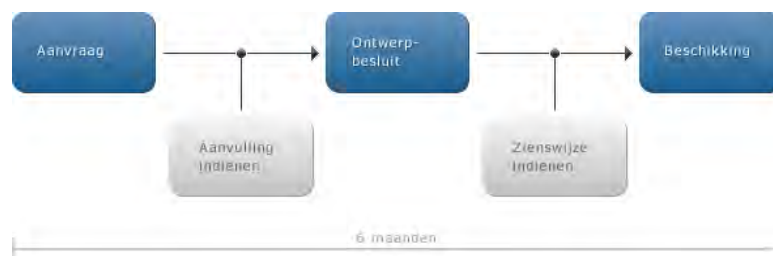 Aanvraag
Ontwerp-
besluit
Beschikking
Aanvulling
indienen
Zienswijze
indienen
6 maanden